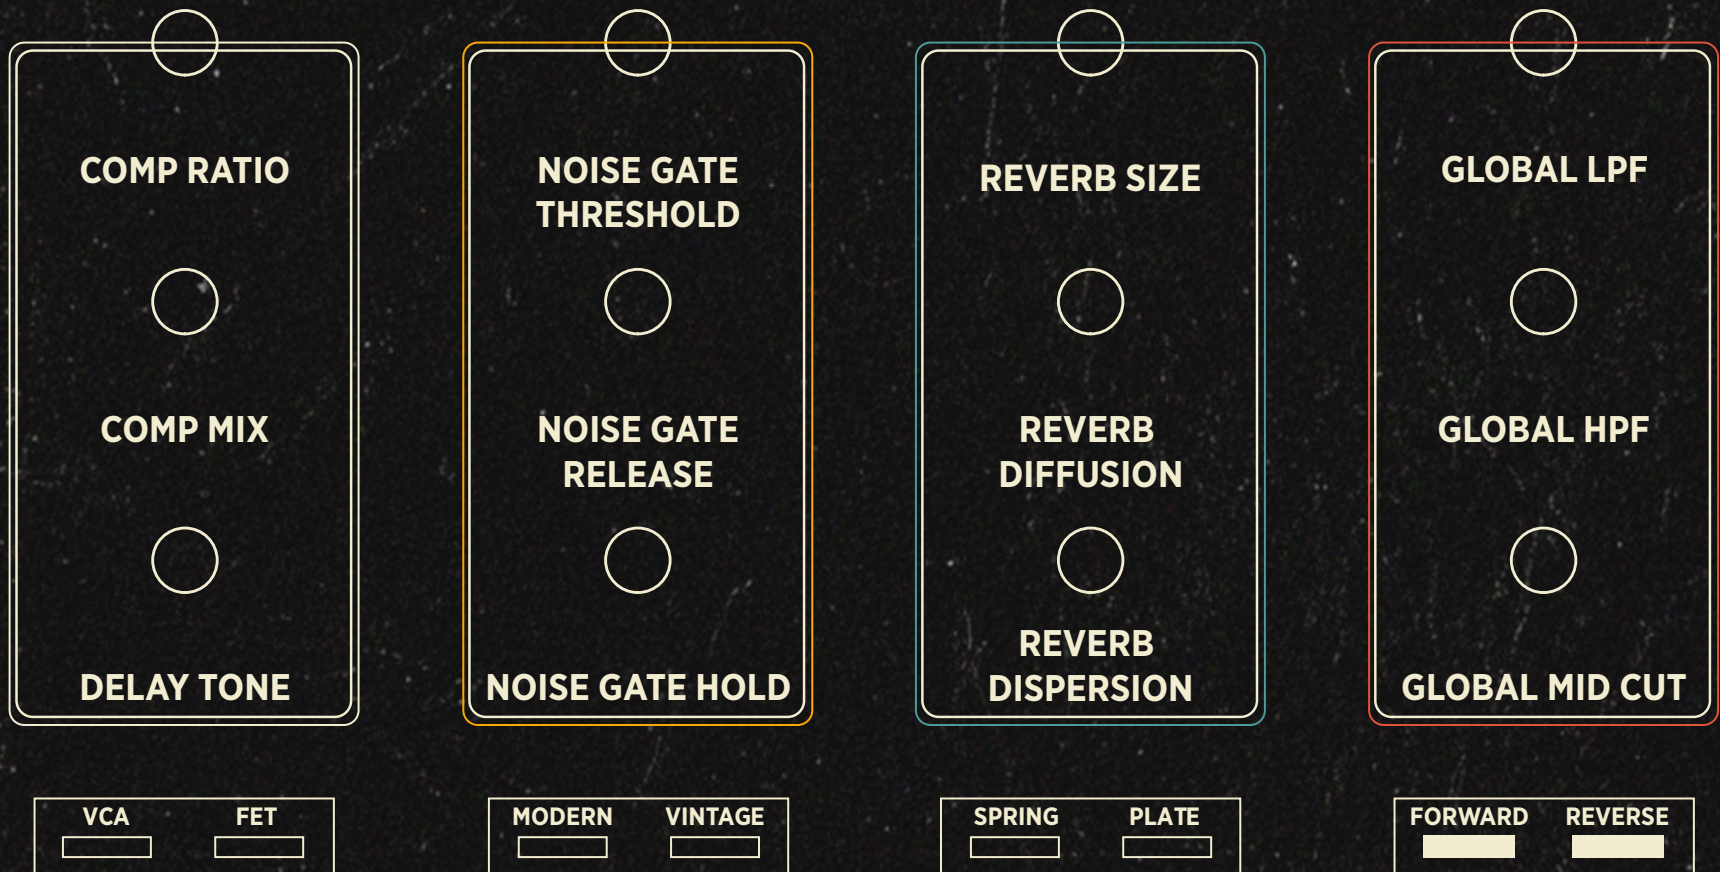 COMP RATIO
COMP MIX
DELAY TONE
NOISE GATE
THRESHOLD
NOISE GATE
RELEASE
NOISE GATE HOLD
REVERB SIZE
REVERB
DIFFUSION
REVERB
DISPERSION
GLOBAL LPF
GLOBAL HPF
GLOBAL MID CUT
VCA FET
MODERN VINTAGE
SPRING PLATE
FORWARD REVERSE